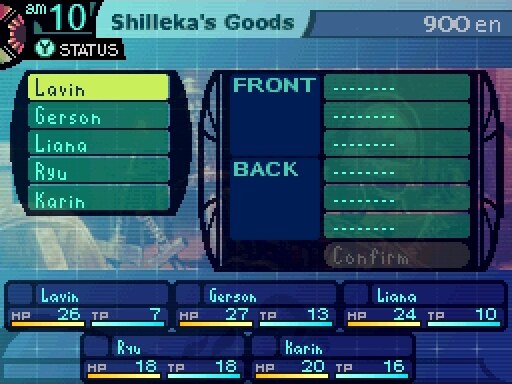 am 10' Shilleka's Goods 900 en
Y STATUS
Lavin
Gerson
Liana
Ryu
Karin
FRONT --------
--------
--------
BACK --------
--------
--------
Confirm
Lavin
HP 26 TP 7
Gerson
HP 27 TP 13
Liana
HP 24 TP 10
Ryu
HP 18 TP 18
Karin
HP 20 TP 16